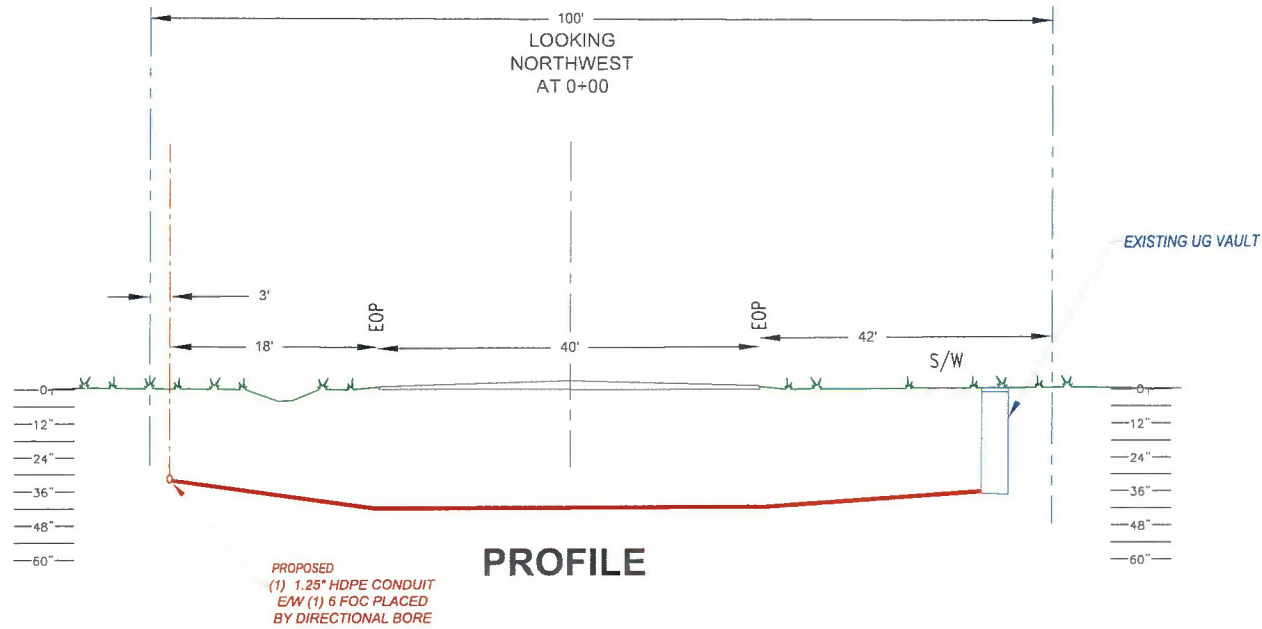 100'
LOOKING
NORTHWEST
AT 0+00
EXISTING UG VAULT
3'
EOP
EOP
18'
40'
42'
S/W
0
12"
24"
36"
48"
60"
0
12"
24"
36"
48"
60"
PROFILE
PROPOSED
(1) 1.25" HDPE CONDUIT
E/W (1) 6 FOC PLACED
BY DIRECTIONAL BORE